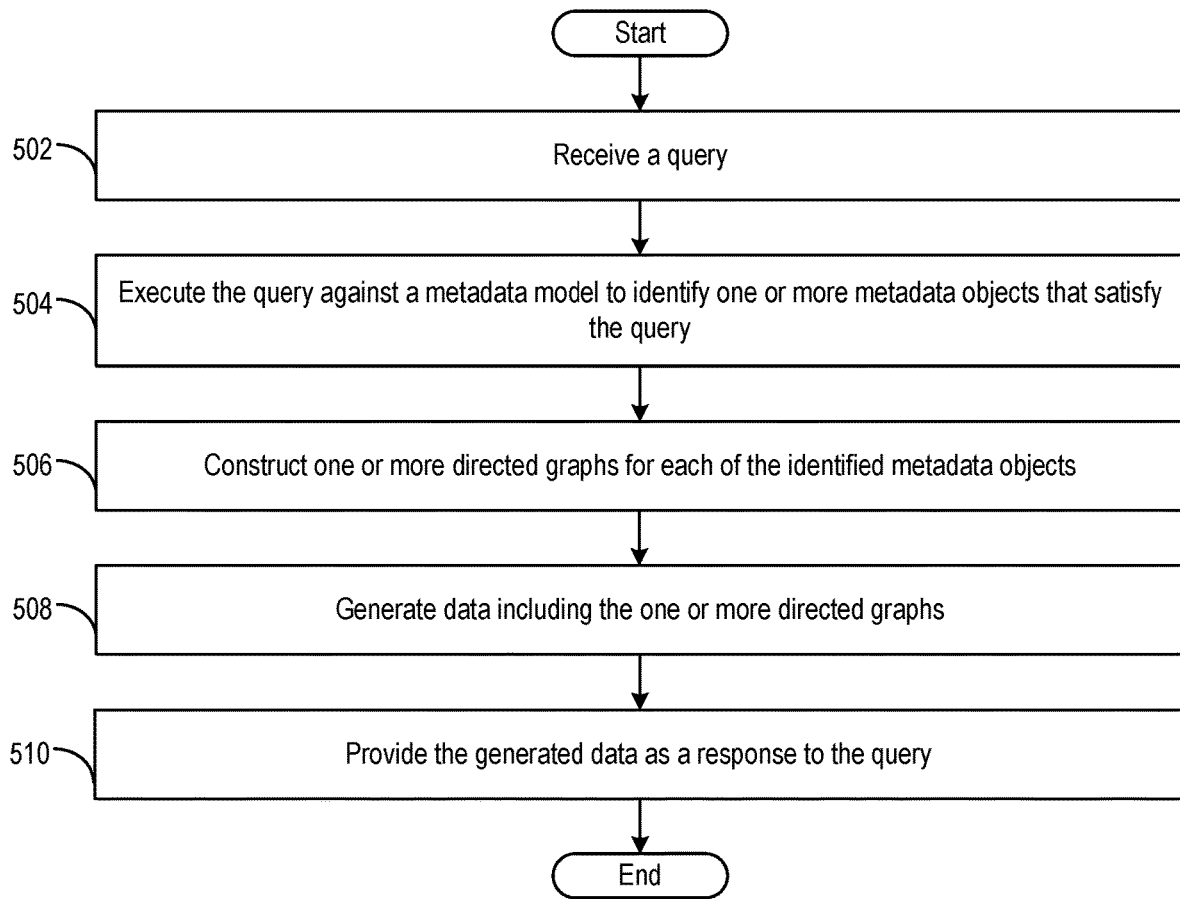 Start
502
Receive a query
504
Execute the query against a metadata model to identify one or more metadata objects that satisfy
the query
506
Construct one or more directed graphs for each of the identified metadata objects
508
Generate data including the one or more directed graphs
510
Provide the generated data as a response to the query
End